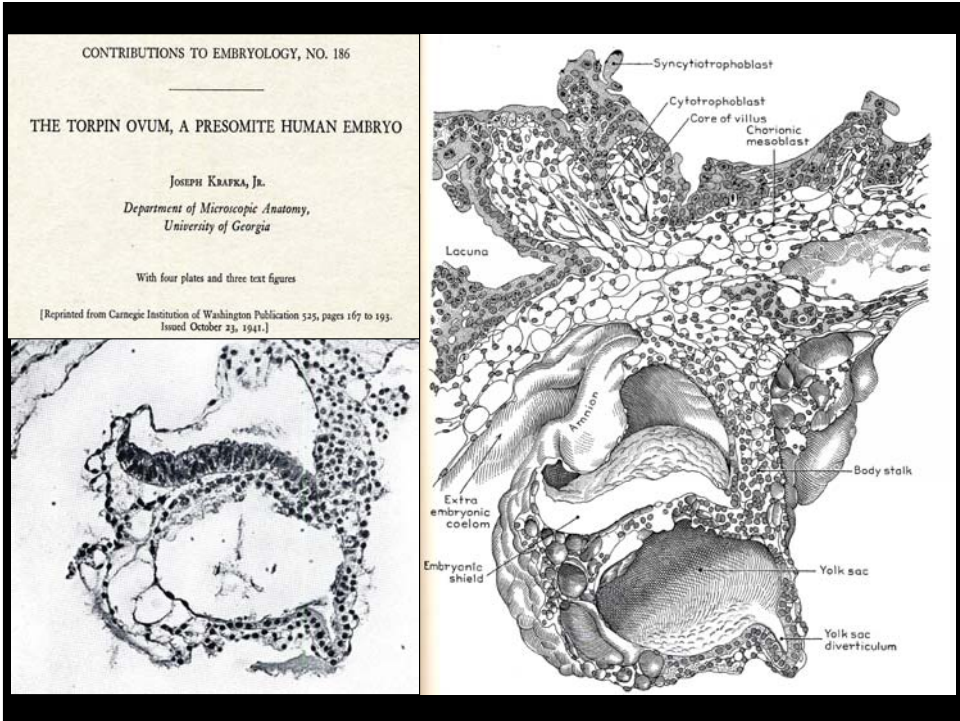 CONTRIBUTIONS TO EMBRYOLOGY, NO. 186
THE TORPIN OVUM, A PRESOMITE HUMAN EMBRYO
JOSEPH KRAFKA, JR.
Department of Microscopic Anatomy,
University of Georgia
With four plates and three text figures
[Reprinted from Carnegie Institution of Washington Publication 525, pages 167 to 193.
Issued October 23, 1941.]
Syncytiotrophoblast
Cytotrophoblast
Core of villus
Chorionic
mesoblast
Lacuna
Amnion
Extra
embryonic
coelom
Embryonic
shield
Body stalk
Yolk sac
Yolk sac
diverticulum